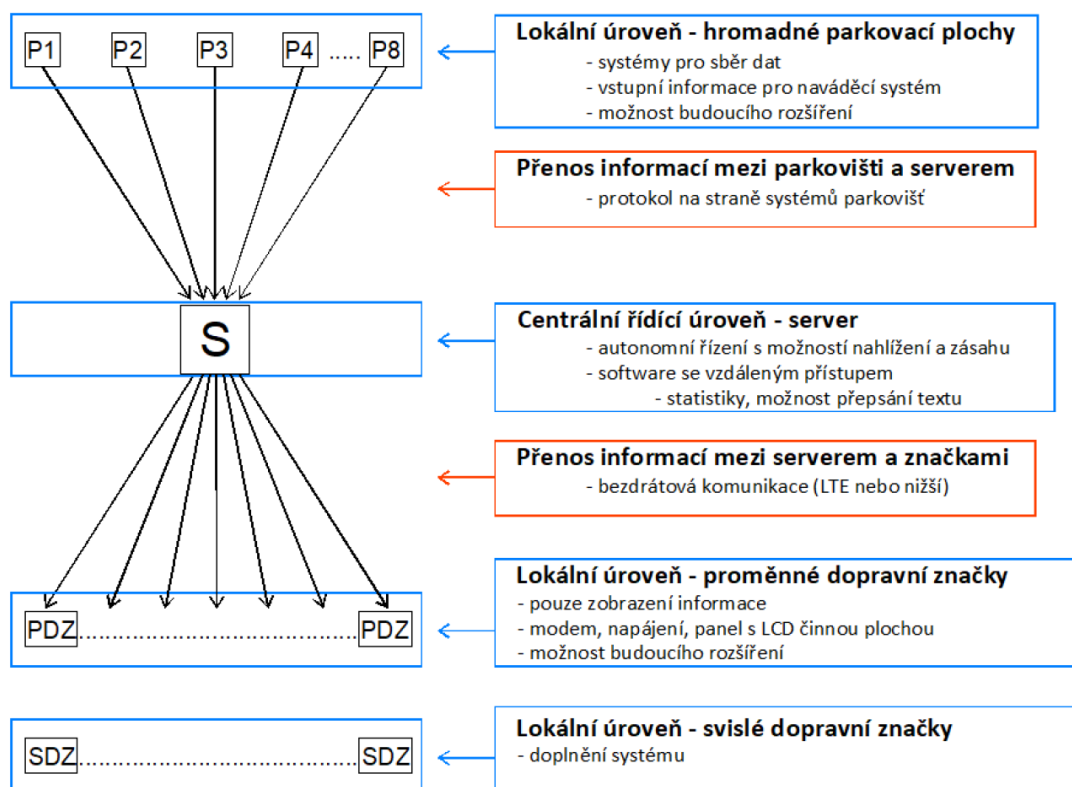 P1 P2 P3 P4 ..... P8
Lokální úroveň - hromadné parkovací plochy
- systémy pro sběr dat
- vstupní informace pro naváděcí systém
- možnost budoucího rozšíření
Přenos informací mezi parkovišti a serverem
- protokol na straně systémů parkovišť
S
Centrální řídící úroveň - server
- autonomní řízení s možností nahlížení a zásahu
- software se vzdáleným přístupem
- statistiky, možnost přepsání textu
Přenos informací mezi serverem a značkami
- bezdrátová komunikace (LTE nebo nižší)
PDZ................................................PDZ
Lokální úroveň - proměnné dopravní značky
- pouze zobrazení informace
- modem, napájení, panel s LCD činnou plochou
- možnost budoucího rozšíření
SDZ................................................SDZ
Lokální úroveň - svislé dopravní značky
- doplnění systému